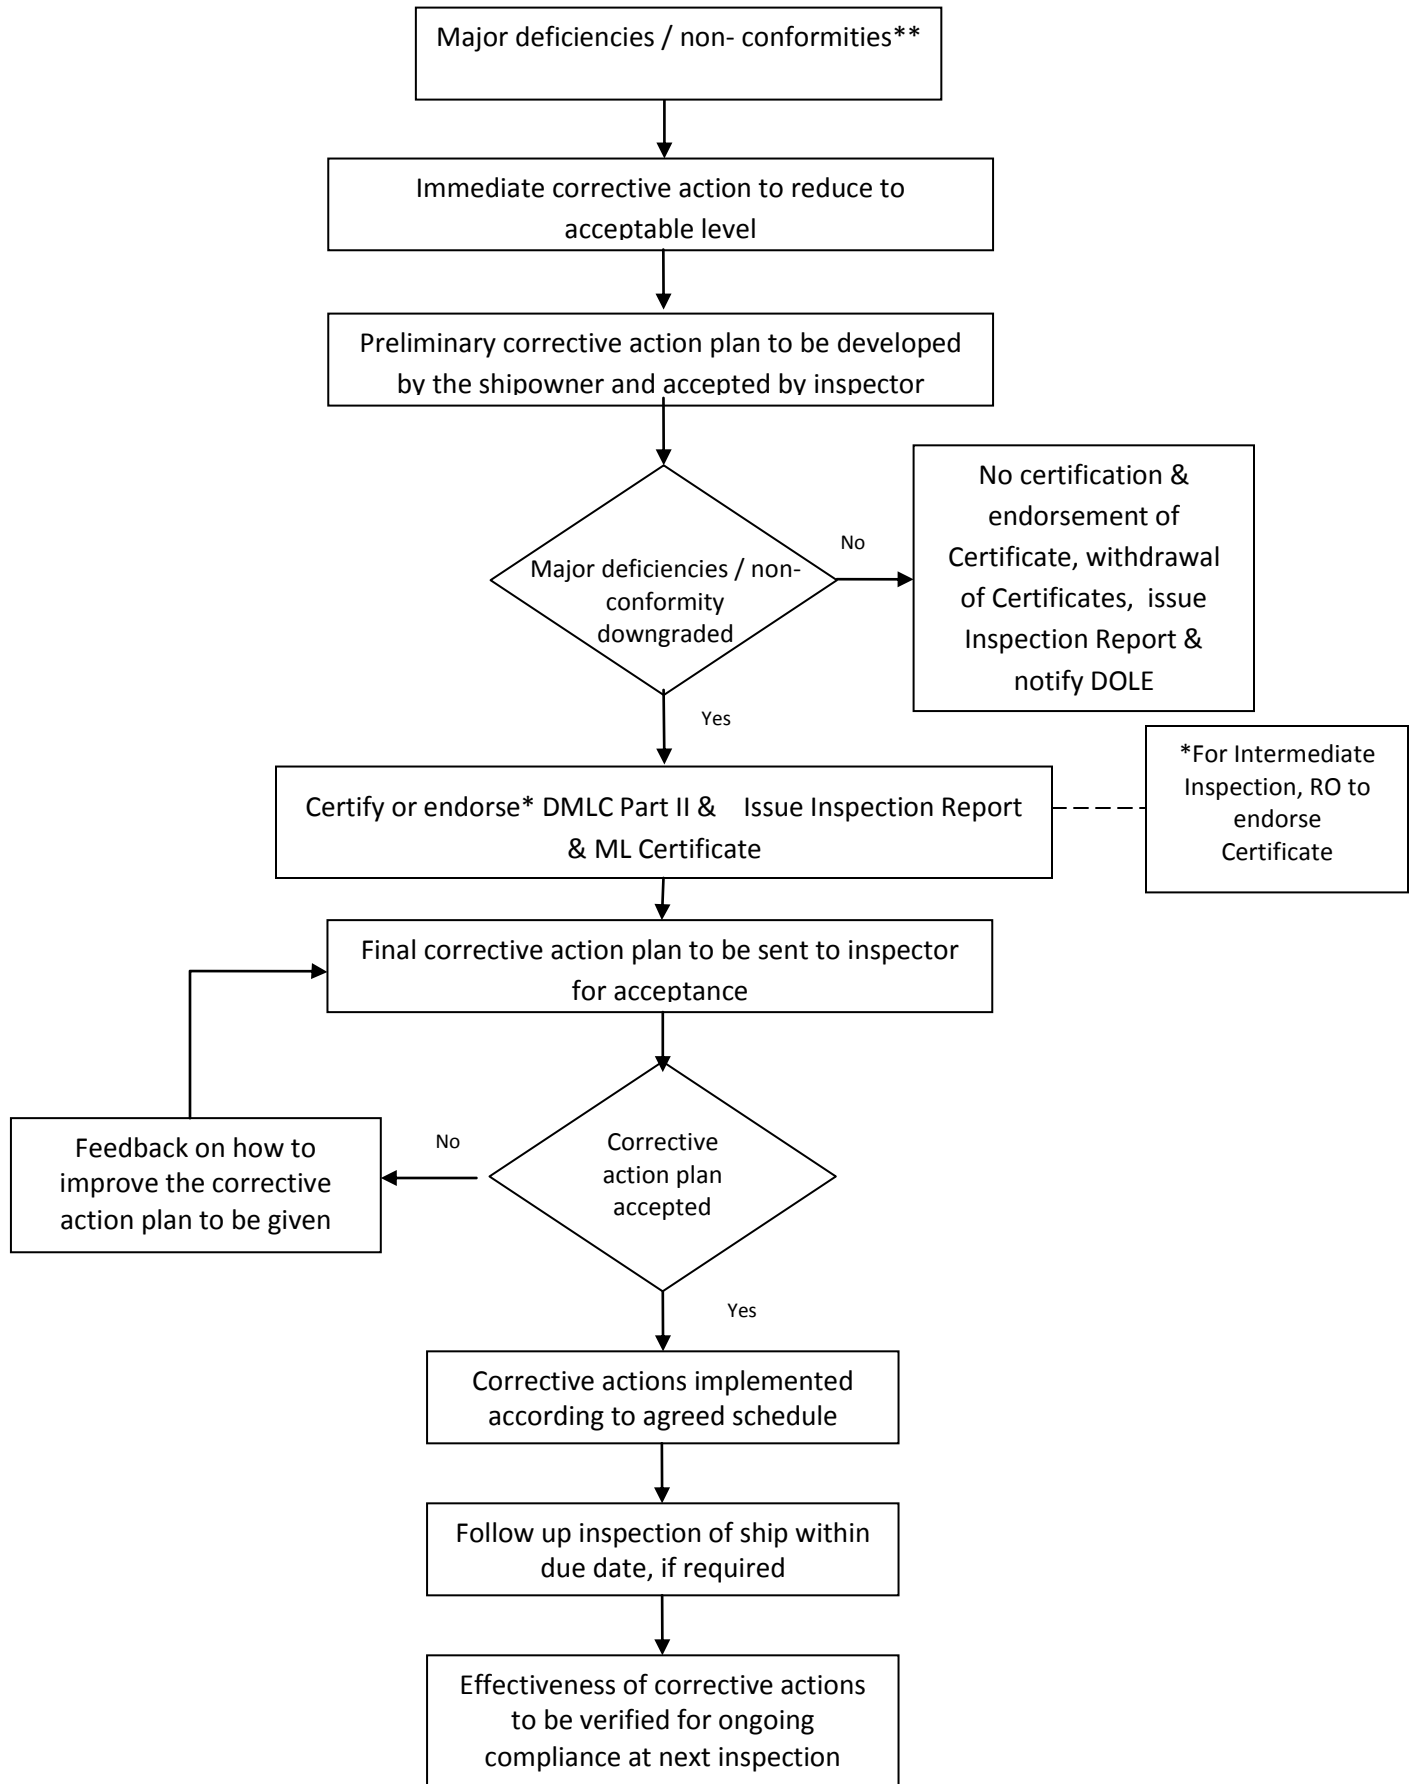 Major deficiencies / non- conformities**
Immediate corrective action to reduce to
acceptable level
Preliminary corrective action plan to be developed
by the shipowner and accepted by inspector
No certification &
endorsement of
Certificate, withdrawal
of Certificates, issue
Inspection Report &
notify DOLE
No
Major deficiencies / non-
conformity
downgraded
Yes
*For Intermediate
Inspection, RO to
endorse
Certificate
Certify or endorse* DMLC Part II & Issue Inspection Report
& ML Certificate
Final corrective action plan to be sent to inspector
for acceptance
Corrective
action plan
accepted
No
Feedback on how to
improve the corrective
action plan to be given
Yes
Corrective actions implemented
according to agreed schedule
Follow up inspection of ship within
due date, if required
Effectiveness of corrective actions
to be verified for ongoing
compliance at next inspection